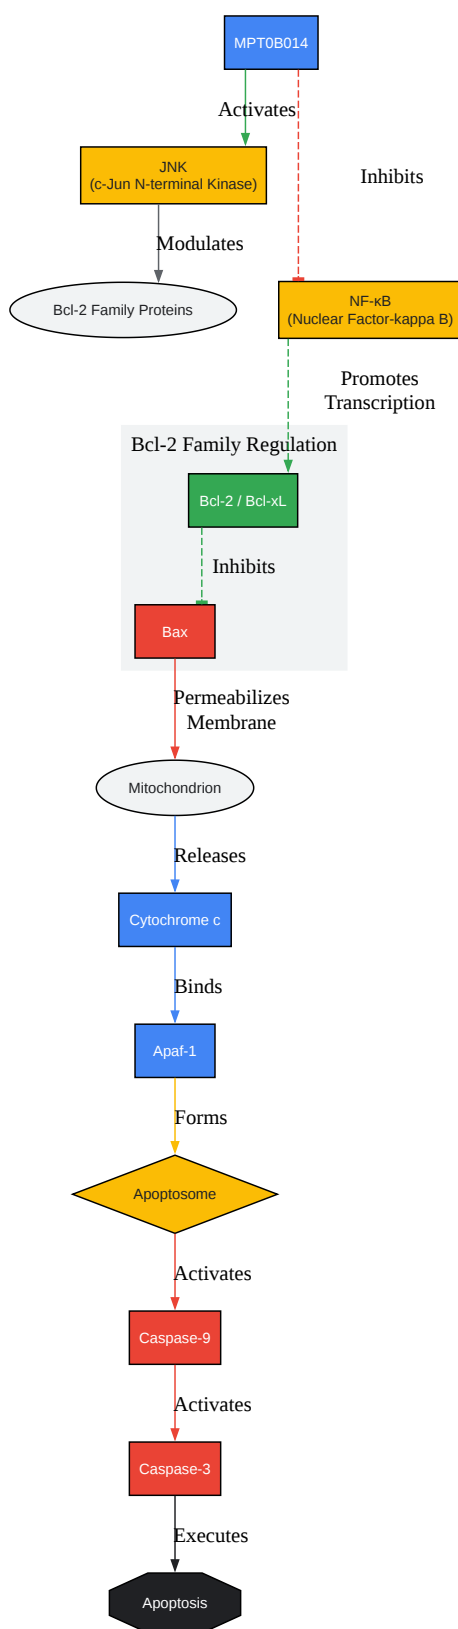 MPT0B014
Activates
Inhibits
JNK
(c-Jun N-terminal Kinase)
Modulates
Bcl-2 Family Proteins
NF-κB
(Nuclear Factor-kappa B)
Promotes
Transcription
Bcl-2 Family Regulation
Bcl-2 / Bcl-xL
Inhibits
Bax
Permeabilizes
Membrane
Mitochondrion
Releases
Cytochrome c
Binds
Apaf-1
Forms
Apoptosome
Activates
Caspase-9
Activates
Caspase-3
Executes
Apoptosis